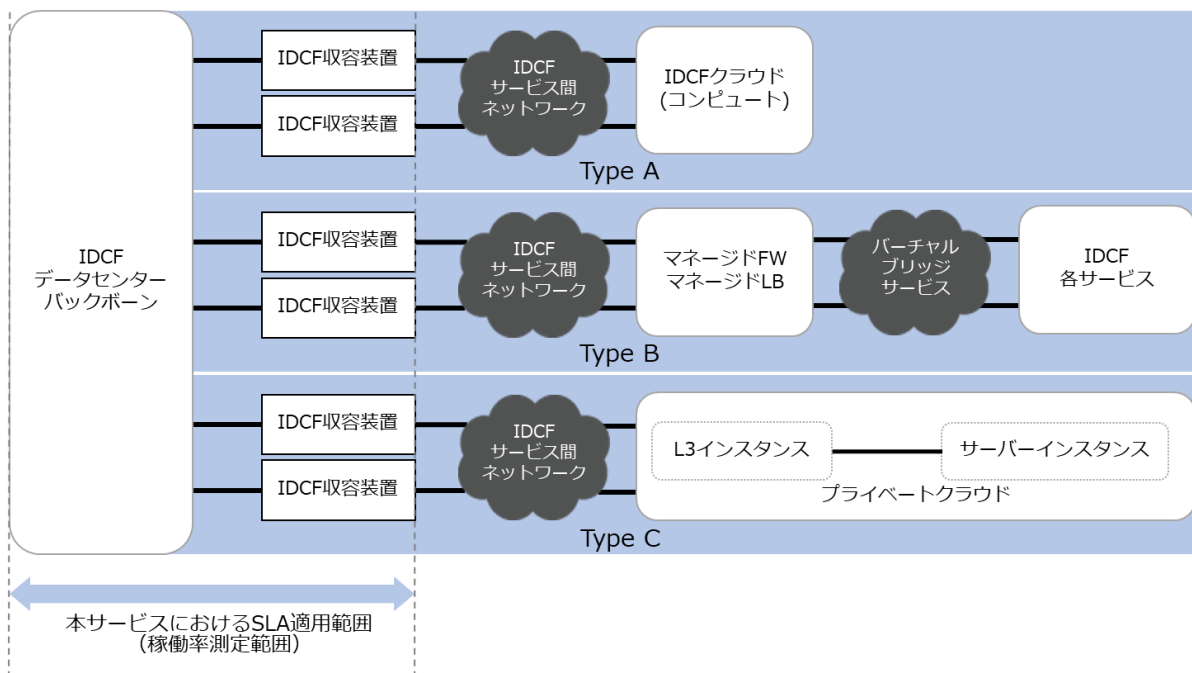 IDCF
データセンター
バックボーン
IDCF収容装置
IDCF収容装置
IDCF
サービス間
ネットワーク
IDCFクラウド
(コンピュート)
Type A
IDCF収容装置
IDCF収容装置
IDCF
サービス間
ネットワーク
マネージドFW
マネージドLB
バーチャル
ブリッジ
サービス
IDCF
各サービス
Type B
IDCF収容装置
IDCF収容装置
IDCF
サービス間
ネットワーク
L3インスタンス
サーバーインスタンス
プライベートクラウド
Type C
本サービスにおけるSLA適用範囲
(稼働率測定範囲)